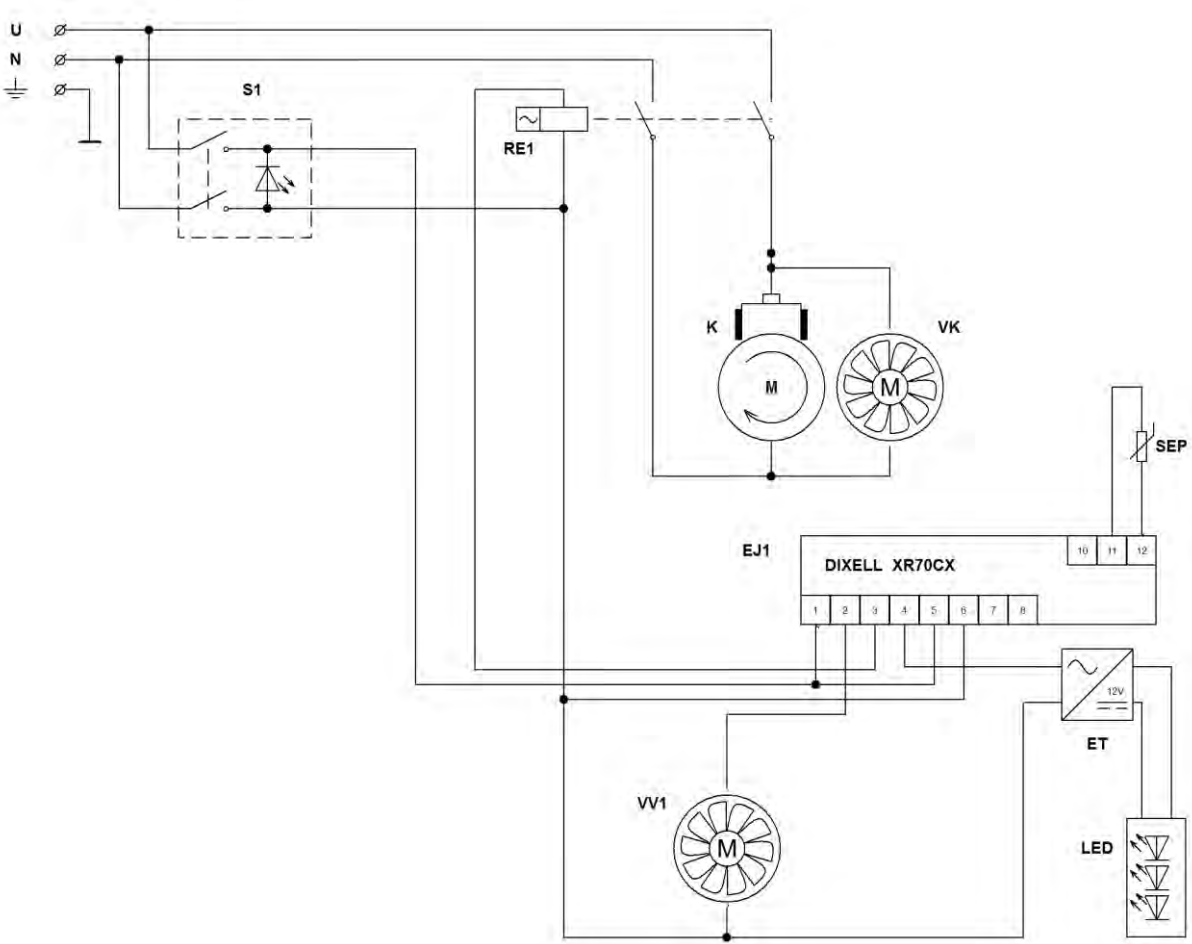 U
N
S1
RE1
K
M
M
VK
SEP
EJ1
DIXELL XR70CX
10 11 12
1 2 3 4 5 6 7 8
12V
ET
VV1
M
LED